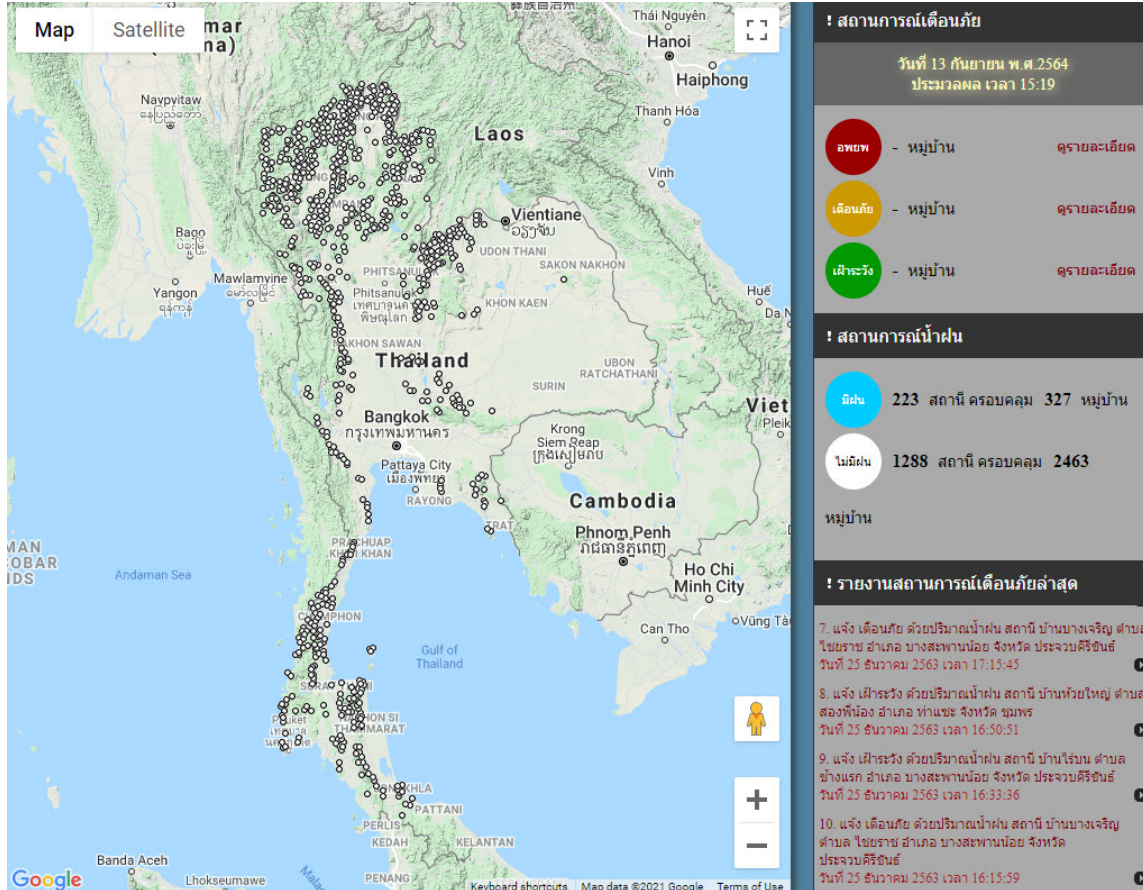 Map
Satellite
Thái Nguyên
Hanoi
Haiphong
Naypyitaw
နေပြည်တော်
Thanh Hóa
Laos
Vinh
Vientiane
ວຽງຈັນ
Bago
ပဲခူးမြို့
UDON THANI
SAKON NAKHON
Mawlamyine
မော်လမြိုင်
Yangon
ရန်ကုန်
Phitsanulok
เทศบาลนคร
พิษณุโลก
KHON KAEN
Huế
NAKHON SAWAN
Thailand
UBON
RATCHATHANI
SURIN
Bangkok
กรุงเทพมหานคร
Krong
Siem Reap
ក្រុងសៀមរាប
Pattaya City
เมืองพัทยา
RAYONG
Cambodia
TRAT
Phnom Penh
រាជធានីភ្នំពេញ
PRACHUAP
KHIRI KHAN
Andaman Sea
Ho Chi
Minh City
CHUMPHON
Can Tho
Gulf of
Thailand
Phuket
NAKHON SI
THAMMARAT
PATTANI
PERLIS
KEDAH
KELANTAN
Banda Aceh
Lhokseumawe
PENANG
Google
Keyboard shortcuts
Map data ©2021 Google
Terms of Use
! สถานการณ์เตือนภัย
วันที่ 13 กันยายน พ.ศ.2564
ประมวลผล เวลา 15:19
อพยพ - หมู่บ้าน ดูรายละเอียด
เตือนภัย - หมู่บ้าน ดูรายละเอียด
เฝ้าระวัง - หมู่บ้าน ดูรายละเอียด
! สถานการณ์น้ำฝน
มีฝน 223 สถานี ครอบคลุม 327 หมู่บ้าน
ไม่มีฝน 1288 สถานี ครอบคลุม 2463
หมู่บ้าน
! รายงานสถานการณ์เตือนภัยล่าสุด
7. แจ้ง เตือนภัย ด้วยปริมาณน้ำฝน สถานี บ้านบางเจริญ ตำบล
ไชยราช อำเภอ บางสะพานน้อย จังหวัด ประจวบคีรีขันธ์
วันที่ 25 ธันวาคม 2563 เวลา 17:15:45
8. แจ้ง เฝ้าระวัง ด้วยปริมาณน้ำฝน สถานี บ้านห้วยใหญ่ ตำบล
สองพี่น้อง อำเภอ ท่าแซะ จังหวัด ชุมพร
วันที่ 25 ธันวาคม 2563 เวลา 16:50:51
9. แจ้ง เฝ้าระวัง ด้วยปริมาณน้ำฝน สถานี บ้านไร่บน ตำบล
ช้างแรก อำเภอ บางสะพานน้อย จังหวัด ประจวบคีรีขันธ์
วันที่ 25 ธันวาคม 2563 เวลา 16:33:36
10. แจ้ง เตือนภัย ด้วยปริมาณน้ำฝน สถานี บ้านบางเจริญ
ตำบล ไชยราช อำเภอ บางสะพานน้อย จังหวัด
ประจวบคีรีขันธ์
วันที่ 25 ธันวาคม 2563 เวลา 16:15:59